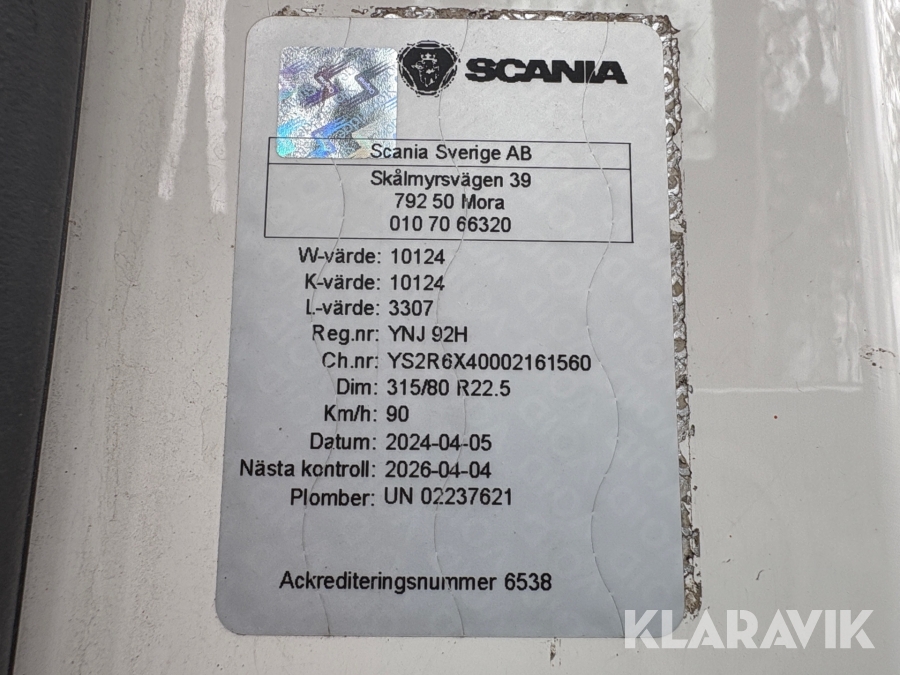 SCANIA
Scania Sverige AB
Skålmyrsvägen 39
792 50 Mora
010 70 66320
W-värde: 10124
K-värde: 10124
L-värde: 3307
Reg.nr: YNJ 92H
Ch.nr: YS2R6X40002161560
Dim: 315/80 R22.5
Km/h: 90
Datum: 2024-04-05
Nästa kontroll: 2026-04-04
Plomber: UN 02237621
Ackrediteringsnummer 6538
KLARAVIK